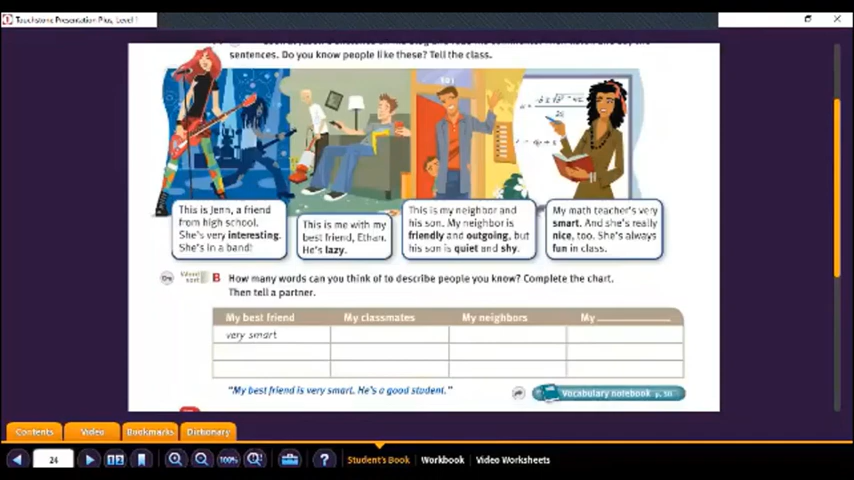 Touchstone Presentation Plus, Level 1
sentences. Do you know people like these? Tell the class.
101
This is Jenn, a friend
from high school.
She's very interesting.
She's in a band!
This is me with my
best friend, Ethan.
He's lazy.
This is my neighbor and
his son. My neighbor is
friendly and outgoing, but
his son is quiet and shy.
My math teacher's very
smart. And she's really
nice, too. She's always
fun in class.
Word sort B How many words can you think of to describe people you know? Complete the chart.
Then tell a partner.
My best friend My classmates My neighbors My
very smart
"My best friend is very smart. He's a good student."
Vocabulary notebook p. 30
Contents Video Bookmarks Dictionary
24 100% ? Student's Book Workbook Video Worksheets